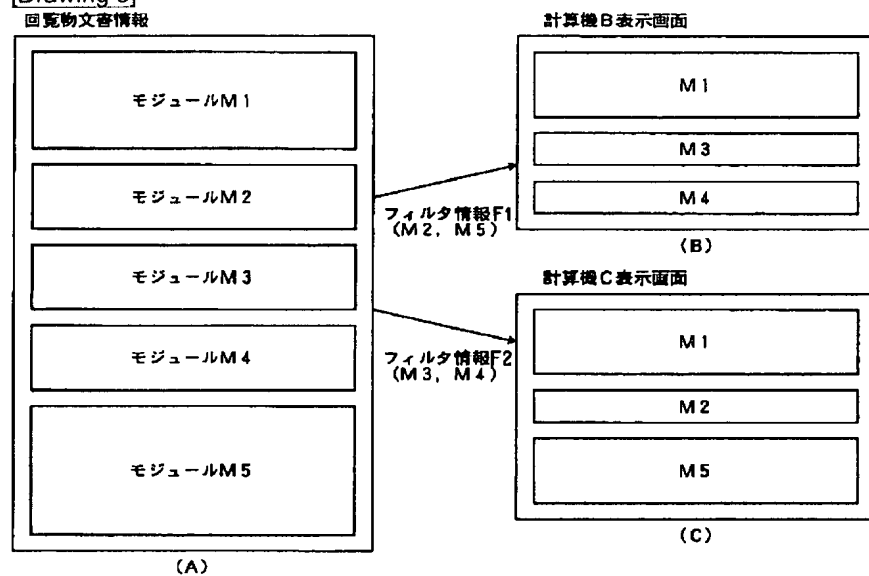 [Drawing
回覧物文書情報
モジュールM1
モジュールM2
モジュールM3
モジュールM4
モジュールM5
(A)
フィルタ情報F1
(M2, M5)
フィルタ情報F2
(M3, M4)
計算機B表示画面
M1
M3
M4
(B)
計算機C表示画面
M1
M2
M5
(C)